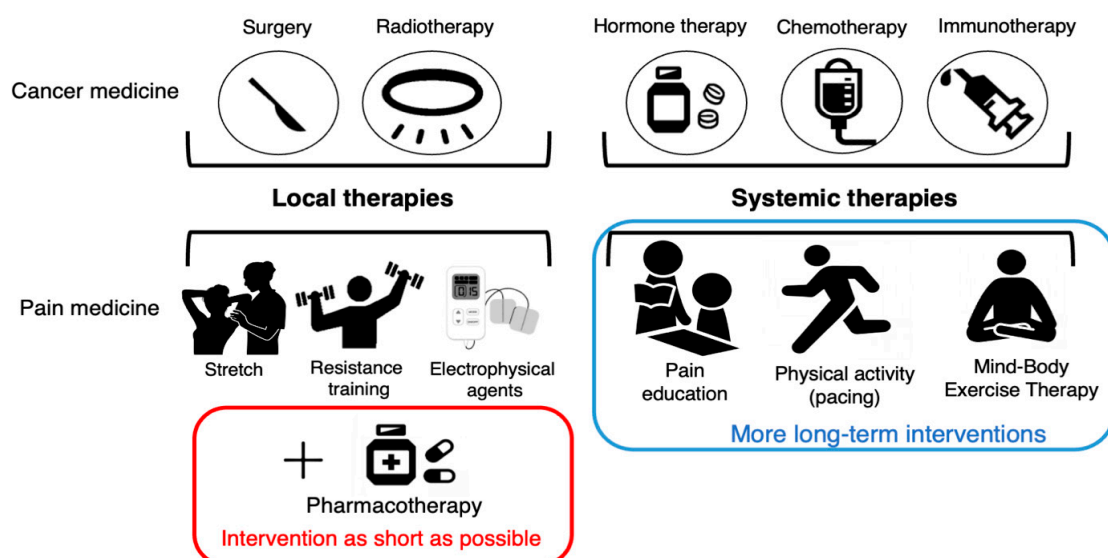 Surgery
Radiotherapy
Hormone therapy
Chemotherapy
Immunotherapy
Cancer medicine
Local therapies
Systemic therapies
Pain medicine
Stretch
Resistance
training
Electrophysical
agents
Pain
education
Physical activity
(pacing)
Mind-Body
Exercise Therapy
More long-term interventions
Pharmacotherapy
Intervention as short as possible